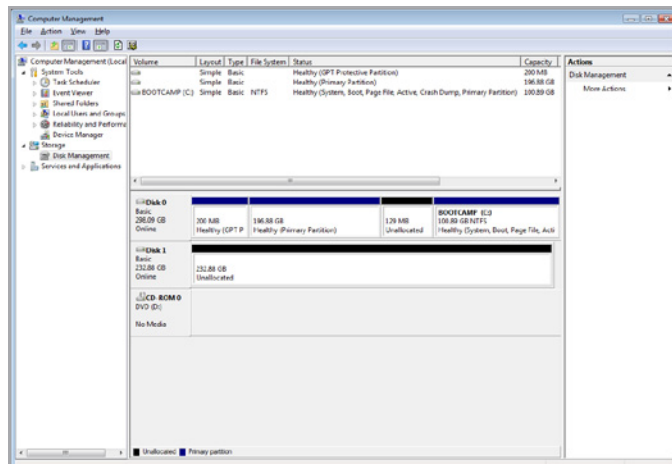 Computer Management
File Action View Help
Computer Management (Local
System Tools
Task Scheduler
Event Viewer
Shared Folders
Local Users and Groups
Reliability and Performa
Device Manager
Storage
Disk Management
Services and Applications
Volume Layout Type File System Status Capacity
Simple Basic Healthy (GPT Protective Partition) 200 MB
Simple Basic Healthy (Primary Partition) 196.88 GB
BOOTCAMP (C:) Simple Basic NTFS Healthy (System, Boot, Page File, Active, Crash Dump, Primary Partition) 100.89 GB
Actions
Disk Management
More Actions
Disk 0
Basic
298.09 GB
Online
200 MB
Healthy (GPT P
196.88 GB
Healthy (Primary Partition)
129 MB
Unallocated
BOOTCAMP (C:)
100.89 GB NTFS
Healthy (System, Boot, Page File, Acti
Disk 1
Basic
232.88 GB
Online
232.88 GB
Unallocated
CD-ROM 0
DVD (D:)
No Media
Unallocated Primary partition